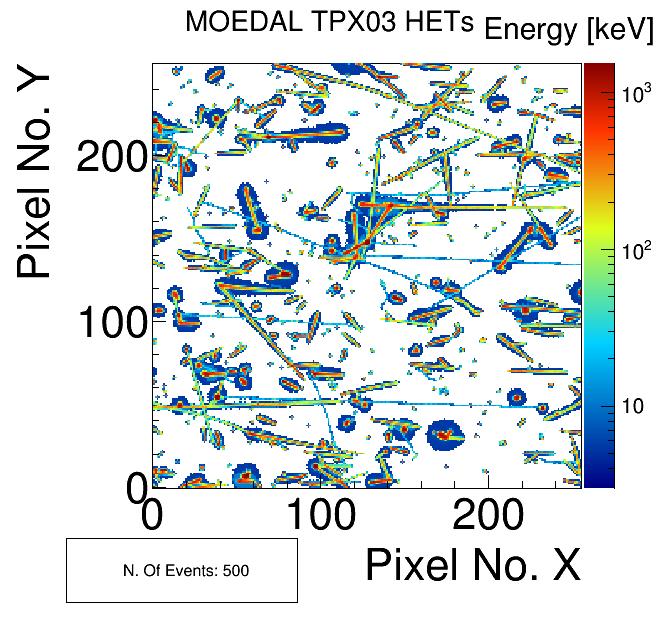 MOEDAL TPX03 HETs
Energy [keV]
Pixel No. Y
200
100
0
0
100
200
10³
10²
10
Pixel No. X
N. Of Events: 500